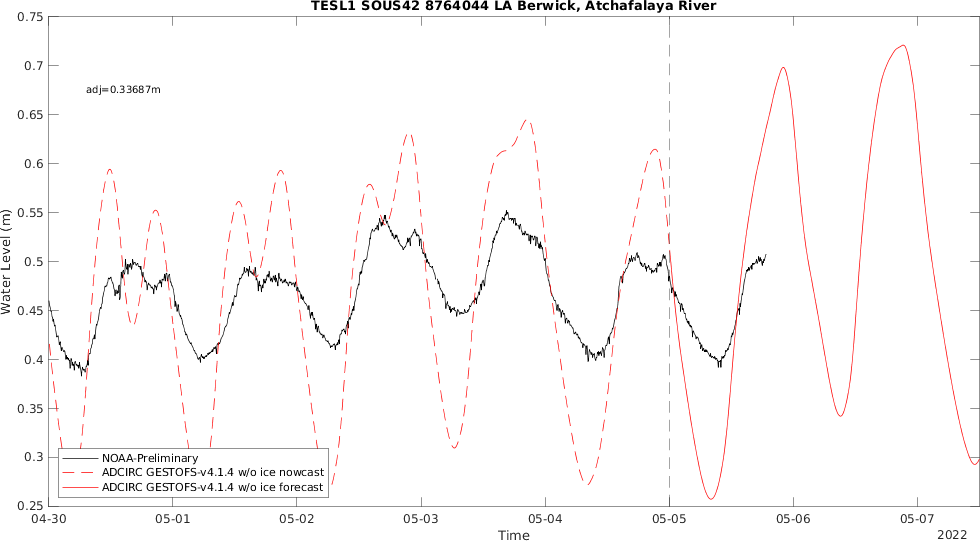 TESL1 SOUS42 8764044 LA Berwick, Atchafalaya River
0.75
0.7
0.65
0.6
0.55
0.5
0.45
0.4
0.35
0.3
0.25
Water Level (m)
adj=0.33687m
NOAA-Preliminary
ADCIRC GESTOFS-v4.1.4 w/o ice nowcast
ADCIRC GESTOFS-v4.1.4 w/o ice forecast
04-30 05-01 05-02 05-03 05-04 05-05 05-06 05-07
Time
2022